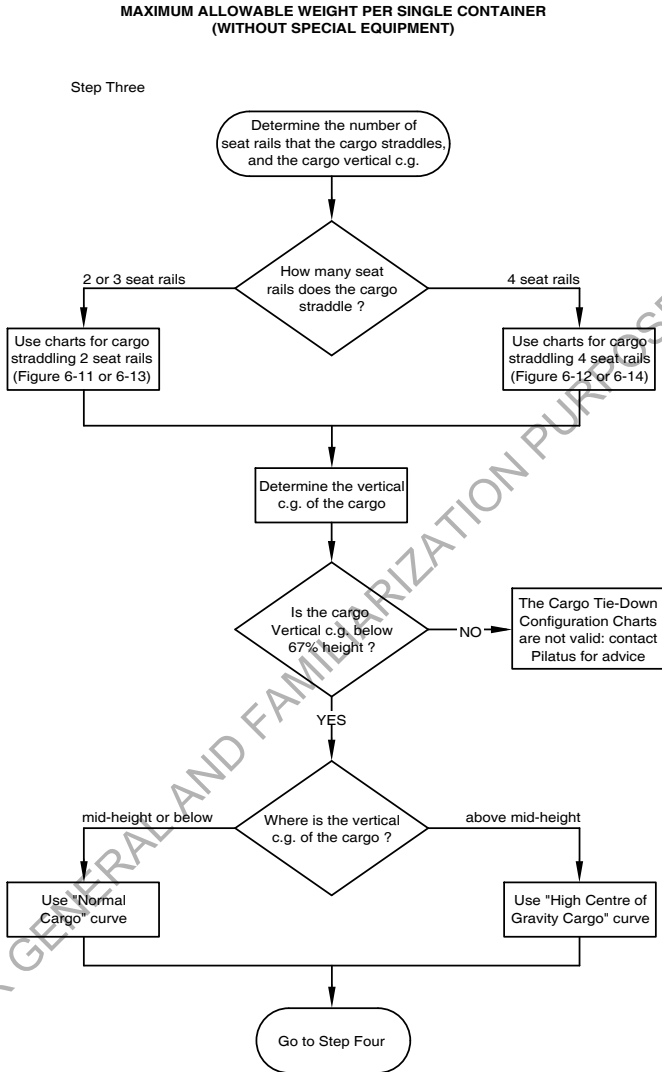 MAXIMUM ALLOWABLE WEIGHT PER SINGLE CONTAINER
(WITHOUT SPECIAL EQUIPMENT)
Step Three
Determine the number of
seat rails that the cargo straddles,
and the cargo vertical c.g.
How many seat
rails does the cargo
straddle ?
2 or 3 seat rails
4 seat rails
Use charts for cargo
straddling 2 seat rails
(Figure 6-11 or 6-13)
Use charts for cargo
straddling 4 seat rails
(Figure 6-12 or 6-14)
Determine the vertical
c.g. of the cargo
Is the cargo
Vertical c.g. below
67% height ?
NO
The Cargo Tie-Down
Configuration Charts
are not valid: contact
Pilatus for advice
YES
Where is the vertical
c.g. of the cargo ?
mid-height or below
above mid-height
Use "Normal
Cargo" curve
Use "High Centre of
Gravity Cargo" curve
Go to Step Four
GENERAL AND FAMILIARIZATION